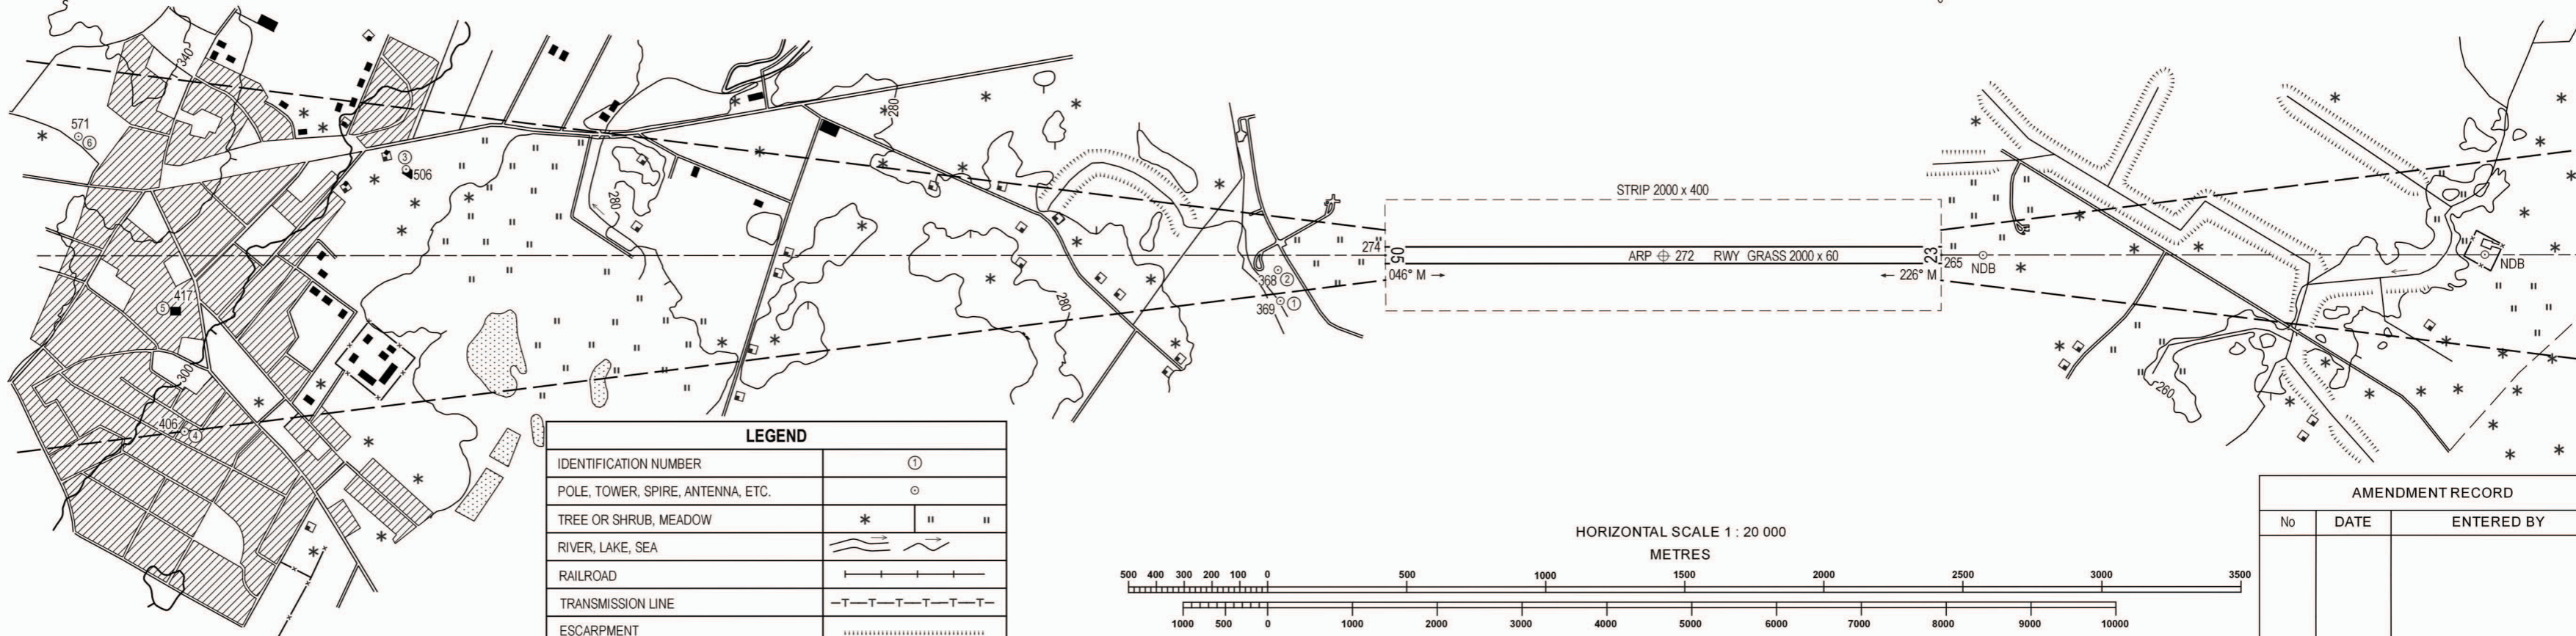 340
571
6
3
506
280
280
417
5
300
406
4
280
274
05
046° M →
368 2
369 1
STRIP 2000 x 400
ARP 272 RWY GRASS 2000 x 60
← 226° M
23
265
NDB
NDB
260
LEGEND
IDENTIFICATION NUMBER 1
POLE, TOWER, SPIRE, ANTENNA, ETC.
TREE OR SHRUB, MEADOW
RIVER, LAKE, SEA
RAILROAD
TRANSMISSION LINE —T—T—T—T—T—
ESCARPMENT
HORIZONTAL SCALE 1 : 20 000
METRES
500 400 300 200 100 0 500 1000 1500 2000 2500 3000 3500
1000 500 0 1000 2000 3000 4000 5000 6000 7000 8000 9000 10000
AMENDMENT RECORD
No DATE ENTERED BY